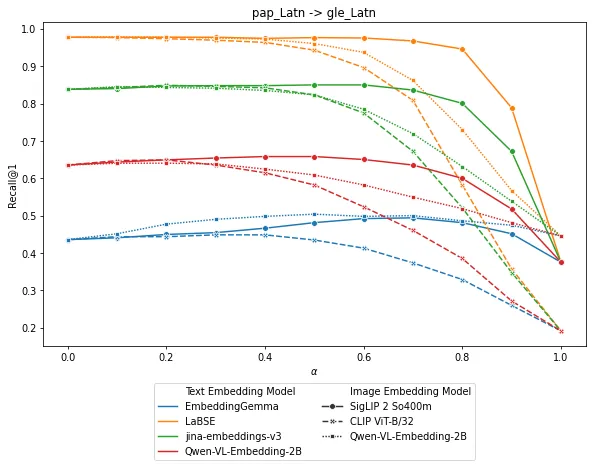 pap_Latn -> gle_Latn
Recall@1
1.0
0.9
0.8
0.7
0.6
0.5
0.4
0.3
0.2
0.0 0.2 0.4 0.6 0.8 1.0
α
Text Embedding Model Image Embedding Model
EmbeddingGemma SigLIP 2 So400m
LaBSE CLIP ViT-B/32
jina-embeddings-v3 Qwen-VL-Embedding-2B
Qwen-VL-Embedding-2B